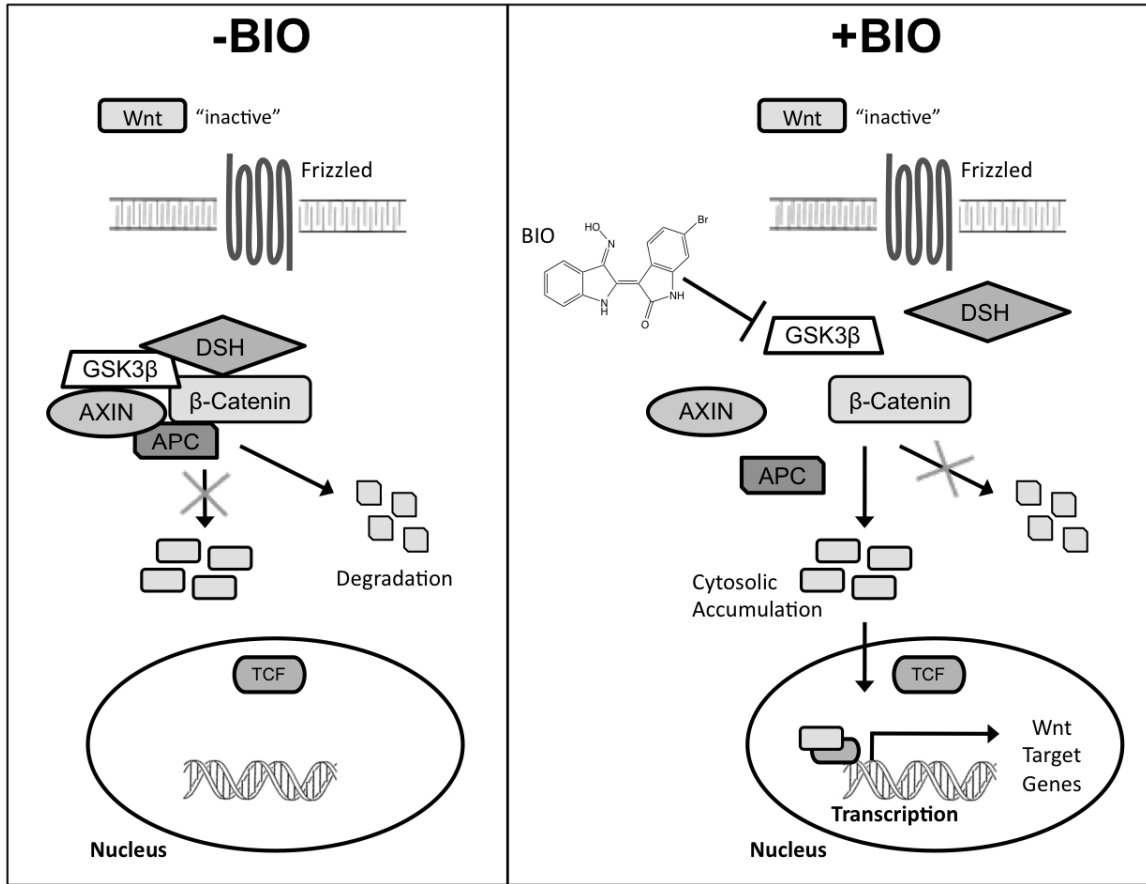 -BIO
Wnt "inactive"
Frizzled
DSH
GSK3β
β-Catenin
AXIN
APC
Degradation
TCF
Nucleus
+BIO
Wnt "inactive"
Frizzled
BIO
HO
N
Br
N
H
NH
O
DSH
GSK3β
β-Catenin
AXIN
APC
Cytosolic
Accumulation
TCF
Wnt
Target
Genes
Transcription
Nucleus